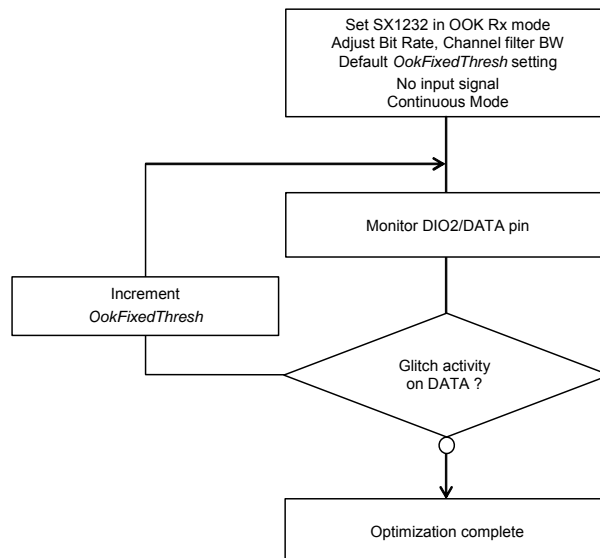 Set SX1232 in OOK Rx mode
Adjust Bit Rate, Channel filter BW
Default OokFixedThresh setting
No input signal
Continuous Mode
Monitor DIO2/DATA pin
Increment
OokFixedThresh
Glitch activity
on DATA ?
Optimization complete